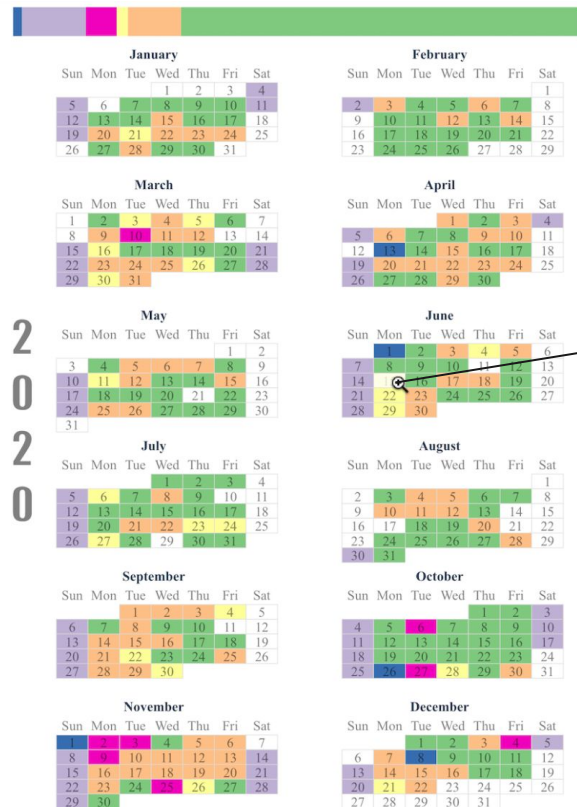 2
0
2
0
January
Sun Mon Tue Wed Thu Fri Sat
1 2 3 4
5 6 7 8 9 10 11
12 13 14 15 16 17 18
19 20 21 22 23 24 25
26 27 28 29 30 31
February
Sun Mon Tue Wed Thu Fri Sat
1
2 3 4 5 6 7 8
9 10 11 12 13 14 15
16 17 18 19 20 21 22
23 24 25 26 27 28 29
March
Sun Mon Tue Wed Thu Fri Sat
1 2 3 4 5 6 7
8 9 10 11 12 13 14
15 16 17 18 19 20 21
22 23 24 25 26 27 28
29 30 31
April
Sun Mon Tue Wed Thu Fri Sat
1 2 3 4
5 6 7 8 9 10 11
12 13 14 15 16 17 18
19 20 21 22 23 24 25
26 27 28 29 30
May
Sun Mon Tue Wed Thu Fri Sat
1 2
3 4 5 6 7 8 9
10 11 12 13 14 15 16
17 18 19 20 21 22 23
24 25 26 27 28 29 30
31
June
Sun Mon Tue Wed Thu Fri Sat
1 2 3 4 5 6
7 8 9 10 11 12 13
14 16 17 18 19 20
21 22 23 24 25 26 27
28 29 30
July
Sun Mon Tue Wed Thu Fri Sat
1 2 3 4
5 6 7 8 9 10 11
12 13 14 15 16 17 18
19 20 21 22 23 24 25
26 27 28 29 30 31
August
Sun Mon Tue Wed Thu Fri Sat
1
2 3 4 5 6 7 8
9 10 11 12 13 14 15
16 17 18 19 20 21 22
23 24 25 26 27 28 29
30 31
September
Sun Mon Tue Wed Thu Fri Sat
1 2 3 4 5
6 7 8 9 10 11 12
13 14 15 16 17 18 19
20 21 22 23 24 25 26
27 28 29 30
October
Sun Mon Tue Wed Thu Fri Sat
1 2 3
4 5 6 7 8 9 10
11 12 13 14 15 16 17
18 19 20 21 22 23 24
25 26 27 28 29 30 31
November
Sun Mon Tue Wed Thu Fri Sat
1 2 3 4 5 6 7
8 9 10 11 12 13 14
15 16 17 18 19 20 21
22 23 24 25 26 27 28
29 30
December
Sun Mon Tue Wed Thu Fri Sat
1 2 3 4 5
6 7 8 9 10 11 12
13 14 15 16 17 18 19
20 21 22 23 24 25 26
27 28 29 30 31